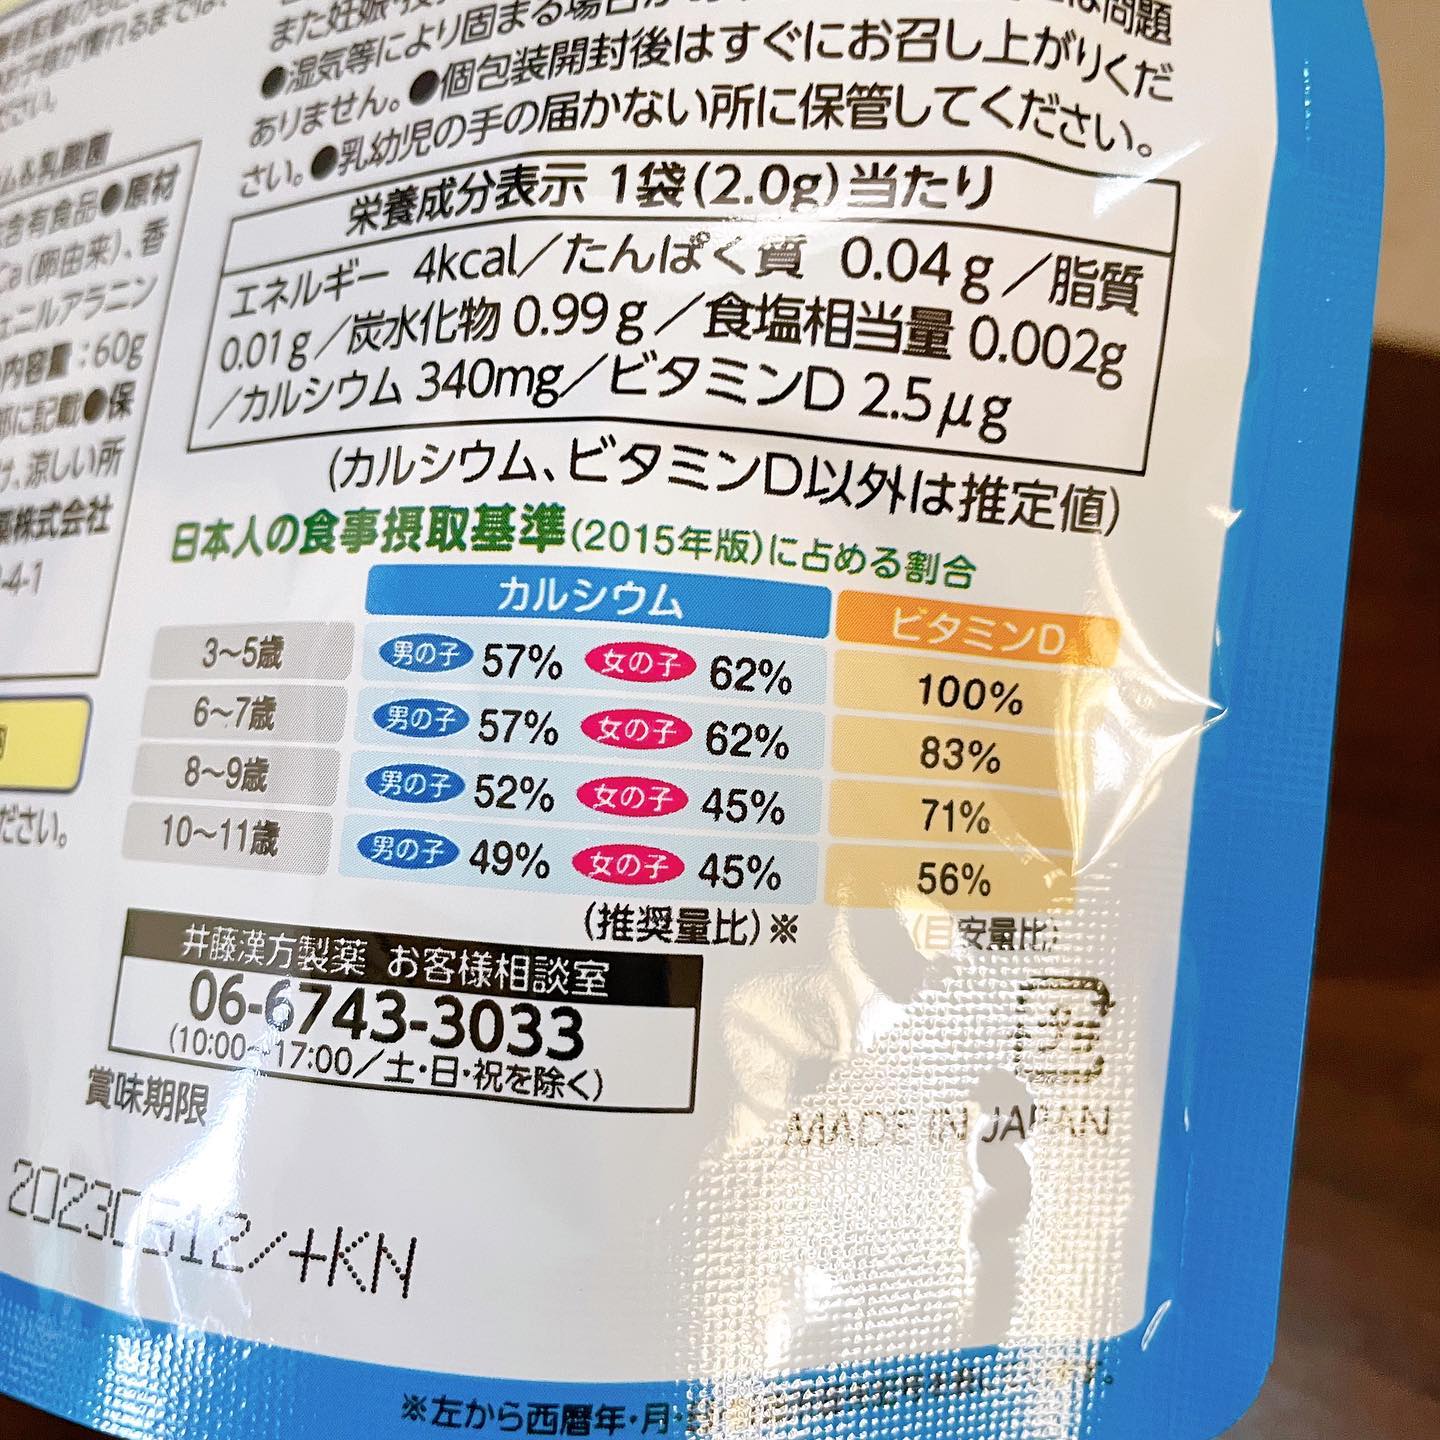 また妊娠
は問題
●湿気等により固まる場合が
ありません。●個包装開封後はすぐにお召し上がりくだ
さい。●乳幼児の手の届かない所に保管してください。
栄養成分表示 1袋(2.0g)当たり
エネルギー 4kcal/たんぱく質 0.04g/脂質
0.01g/炭水化物 0.99g/食塩相当量 0.002g
/カルシウム 340mg/ビタミンD 2.5μg
(カルシウム、ビタミンD以外は推定値)
日本人の食事摂取基準(2015年版)に占める割合
カルシウム ビタミンD
3〜5歳 男の子 57% 女の子 62% 100%
6〜7歳 男の子 57% 女の子 62% 83%
8〜9歳 男の子 52% 女の子 45% 71%
10〜11歳 男の子 49% 女の子 45% 56%
(推奨量比)※ (目安量比)
井藤漢方製薬 お客様相談室
06-6743-3033
(10:00〜17:00/土・日・祝を除く)
賞味期限
MADE IN JAPAN
20230512/+KN
※左から西暦年・月・
お子様が慣れるまでは、
ださい。
ム&乳酸菌
含有食品●原材
Ca(卵由来)、香
ェニルアラニン
内容量:60g
部に記載●保
け、涼しい所
薬株式会社
-4-1
ださい。